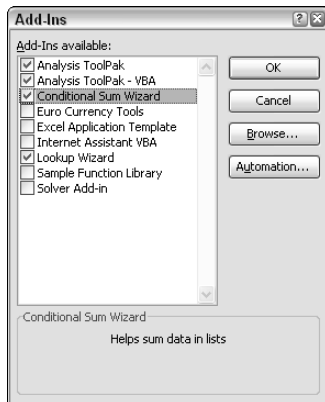 Add-Ins
Add-Ins available:
Analysis ToolPak
Analysis ToolPak - VBA
Conditional Sum Wizard
Euro Currency Tools
Excel Application Template
Internet Assistant VBA
Lookup Wizard
Sample Function Library
Solver Add-in
OK
Cancel
Browse...
Automation...
Conditional Sum Wizard
Helps sum data in lists